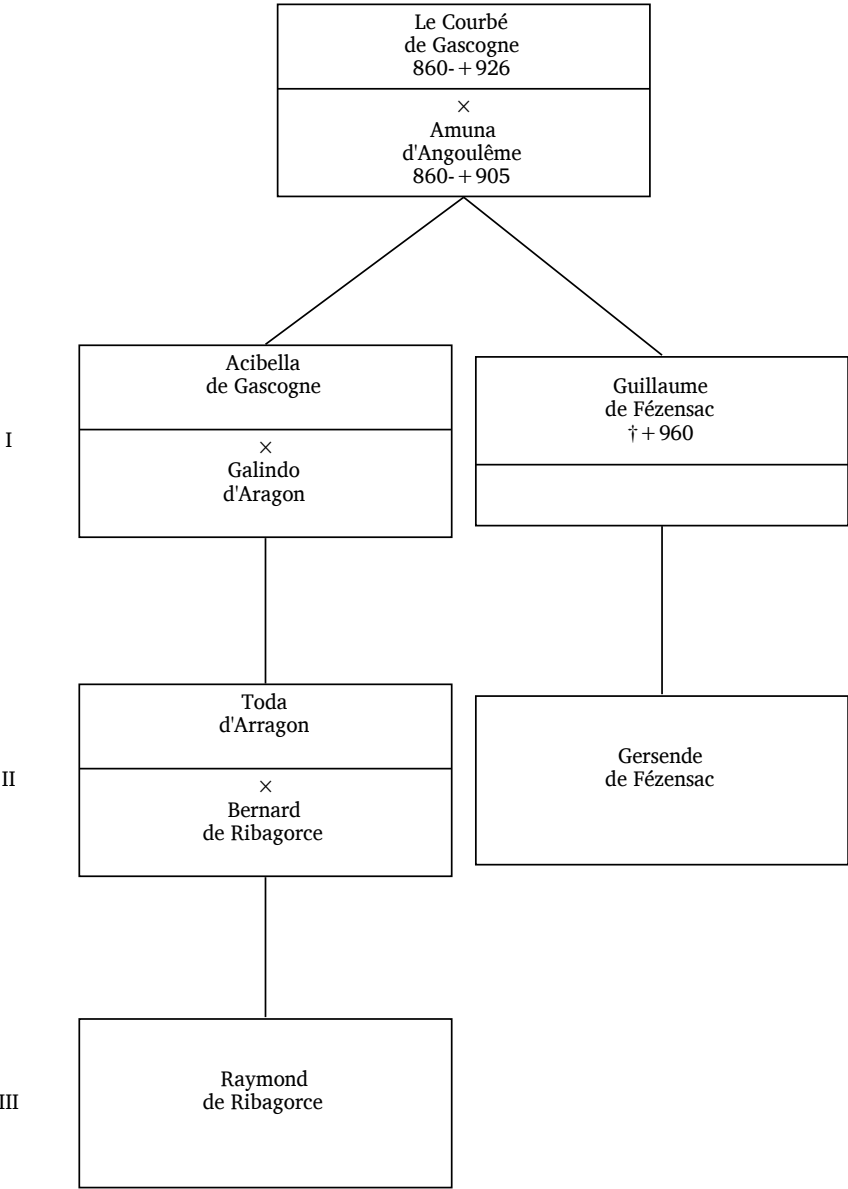 Le Courbé
de Gascogne
860-+926
×
Amuna
d'Angoulême
860-+905
I
Acibella
de Gascogne
×
Galindo
d'Aragon
Guillaume
de Fézensac
†+960
II
Toda
d'Arragon
×
Bernard
de Ribagorce
Gersende
de Fézensac
III
Raymond
de Ribagorce